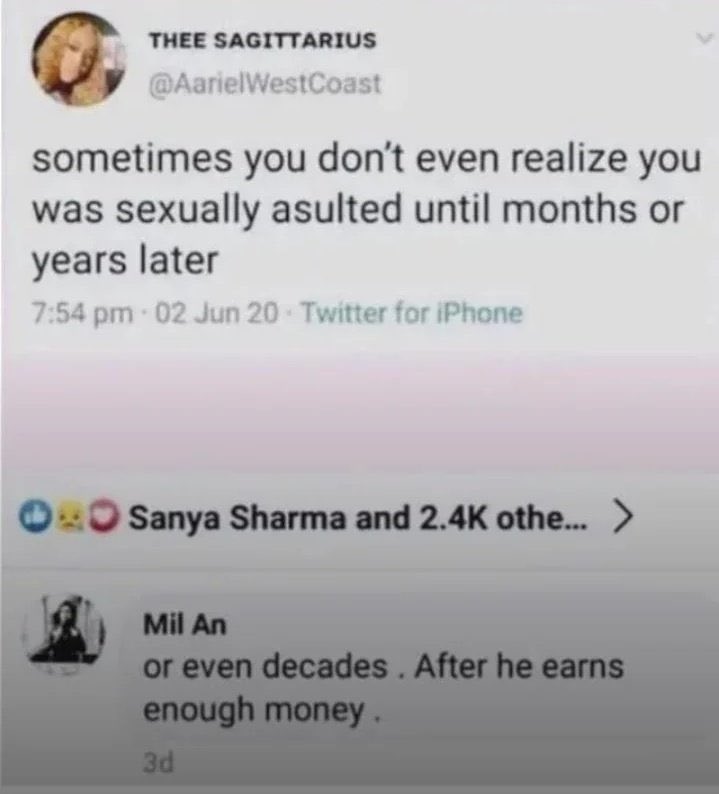 THEE SAGITTARIUS
@AarielWestCoast
sometimes you don't even realize you
was sexually asulted until months or
years later
7:54 pm · 02 Jun 20 · Twitter for iPhone
Sanya Sharma and 2.4K othe...
Mil An
or even decades . After he earns
enough money .
3d